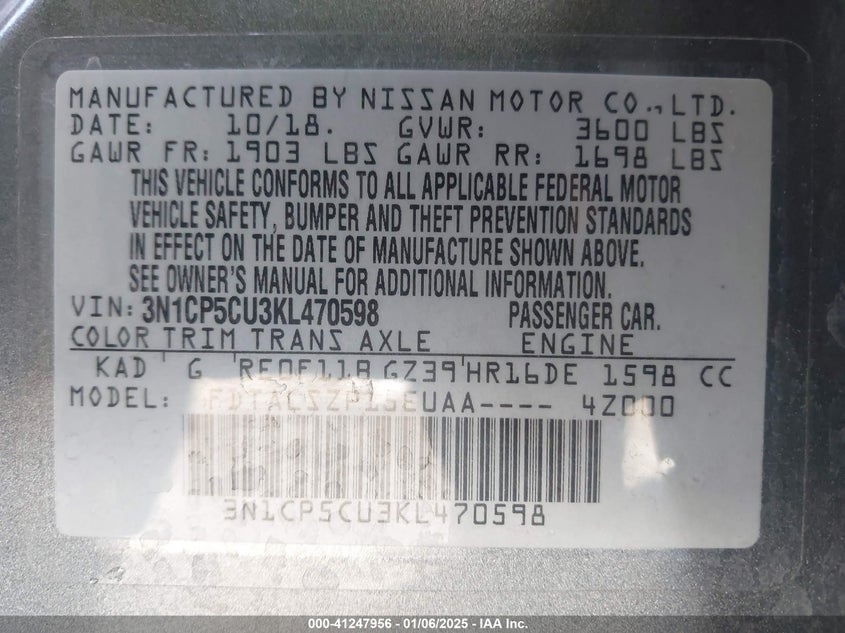 MANUFACTURED BY NISSAN MOTOR CO., LTD.
DATE: 10/18. GVWR: 3600 LBS
GAWR FR: 1903 LBS GAWR RR: 1698 LBS
THIS VEHICLE CONFORMS TO ALL APPLICABLE FEDERAL MOTOR
VEHICLE SAFETY, BUMPER AND THEFT PREVENTION STANDARDS
IN EFFECT ON THE DATE OF MANUFACTURE SHOWN ABOVE.
SEE OWNER'S MANUAL FOR ADDITIONAL INFORMATION.
VIN: 3N1CP5CU3KL470598 PASSENGER CAR.
COLOR TRIM TRANS AXLE ENGINE
KAD G RE0F11B GZ39 HR16DE 1598 CC
MODEL: 4Z000
3N1CP5CU3KL470598
000-41247956 - 01/06/2025 - IAA Inc.